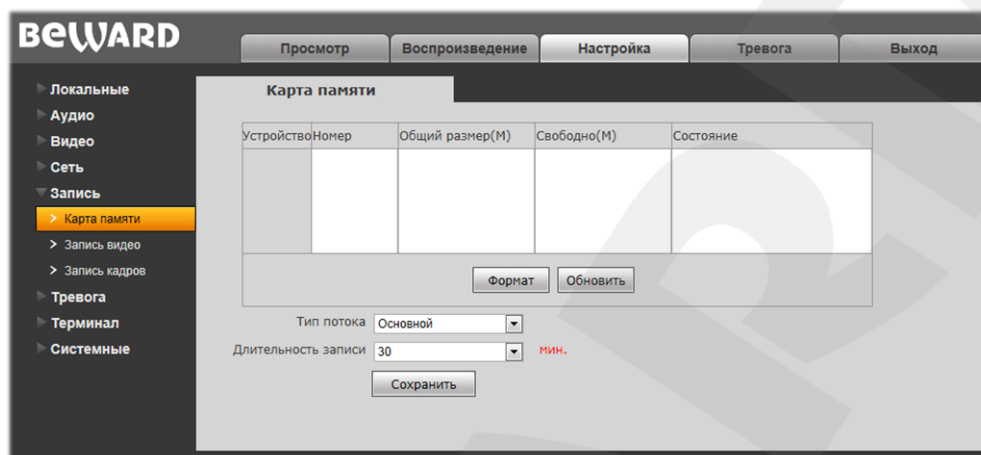 BEWARD
Просмотр Воспроизведение Настройка Тревога Выход
Локальные
Аудио
Видео
Сеть
Запись
Карта памяти
Запись видео
Запись кадров
Тревога
Терминал
Системные
Карта памяти
Устройство Номер Общий размер(М) Свободно(М) Состояние
Формат Обновить
Тип потока Основной
Длительность записи 30 мин.
Сохранить